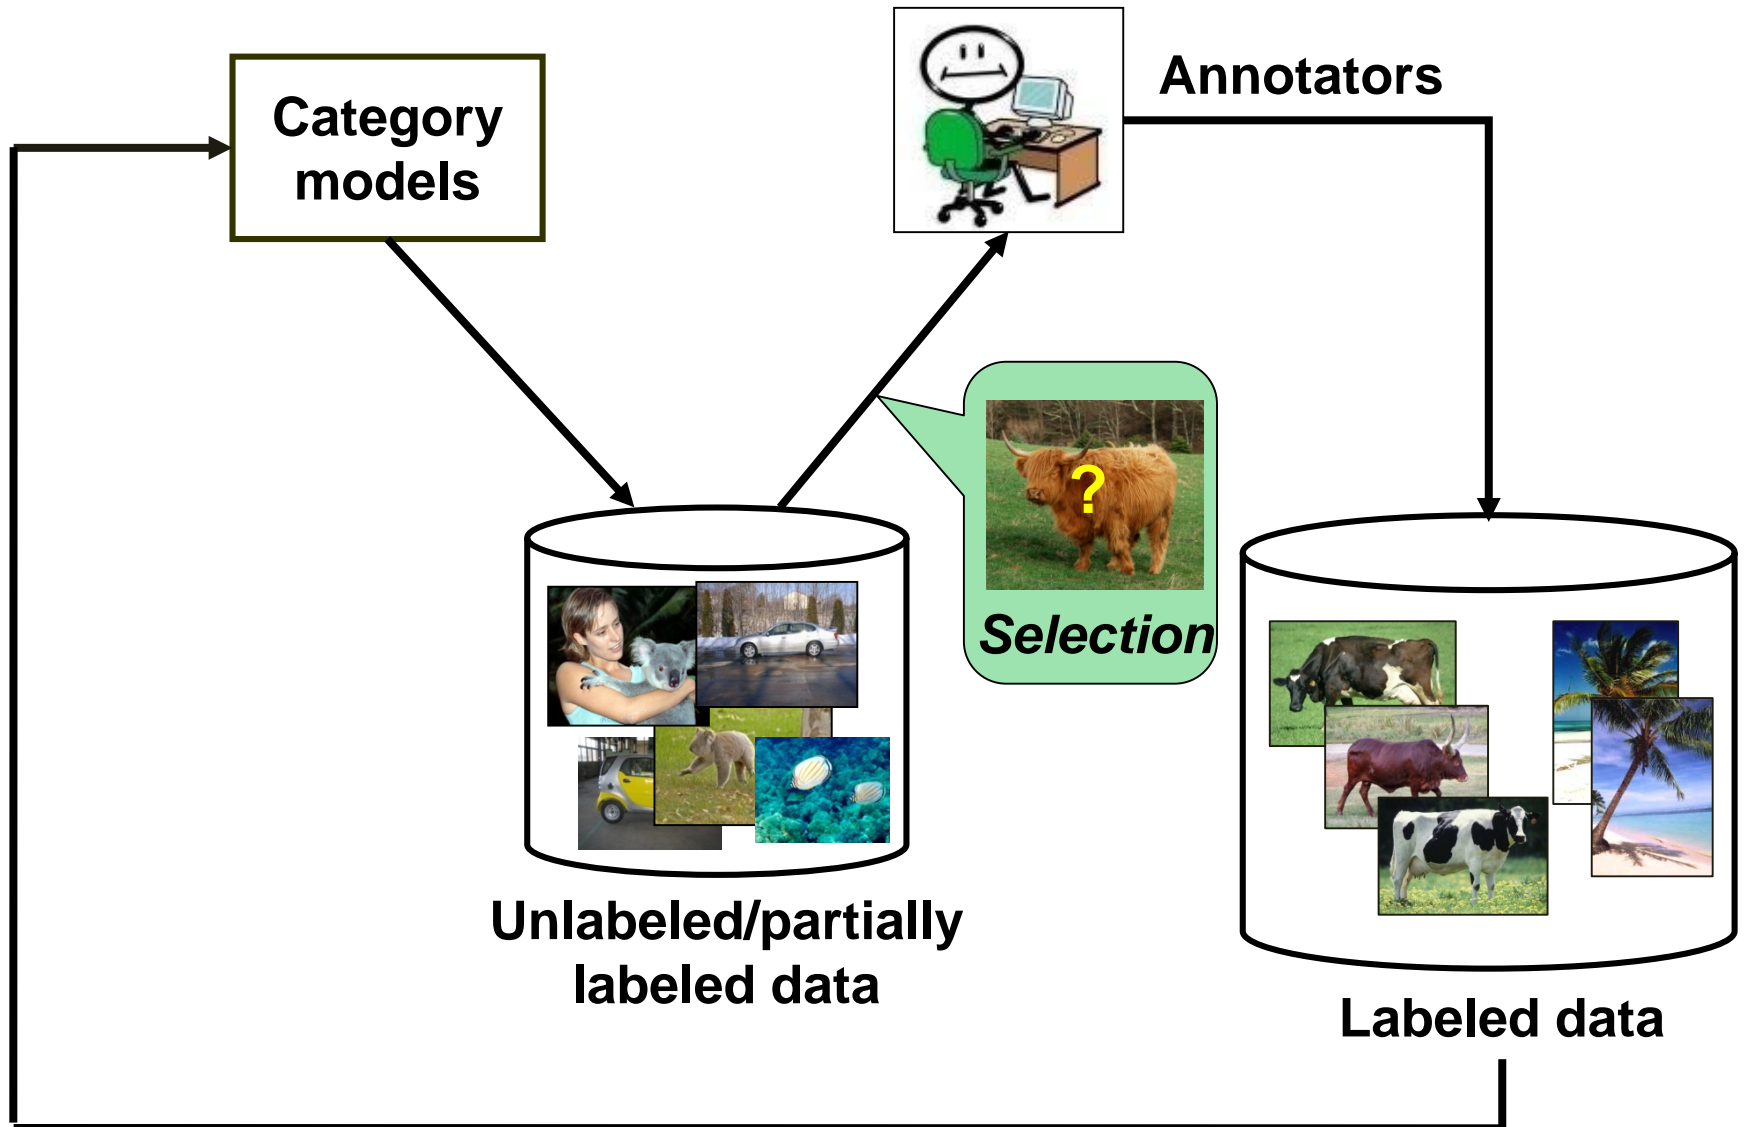 Category
models
Annotators
?
Selection
Unlabeled/partially
labeled data
Labeled data